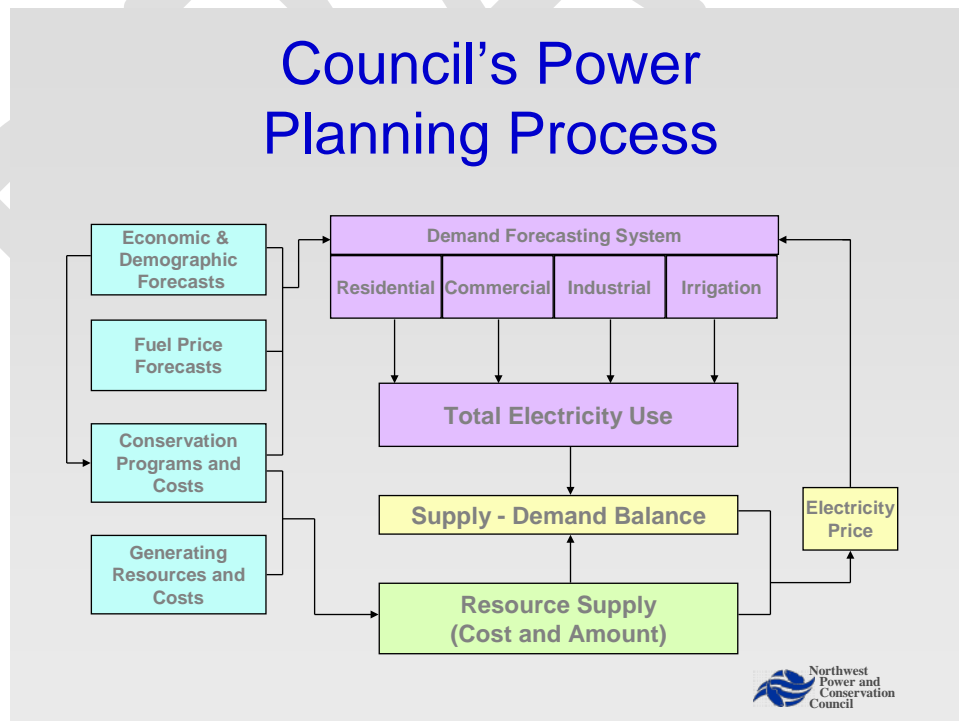 Council's Power
Planning Process
Economic &
Demographic
Forecasts
Fuel Price
Forecasts
Conservation
Programs and
Costs
Generating
Resources and
Costs
Demand Forecasting System
Residential
Commercial
Industrial
Irrigation
Total Electricity Use
Supply - Demand Balance
Resource Supply
(Cost and Amount)
Electricity
Price
Northwest
Power and
Conservation
Council